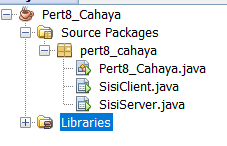 Pert8_Cahaya
Source Packages
pert8_cahaya
Pert8_Cahaya.java
SisiClient.java
SisiServer.java
Libraries